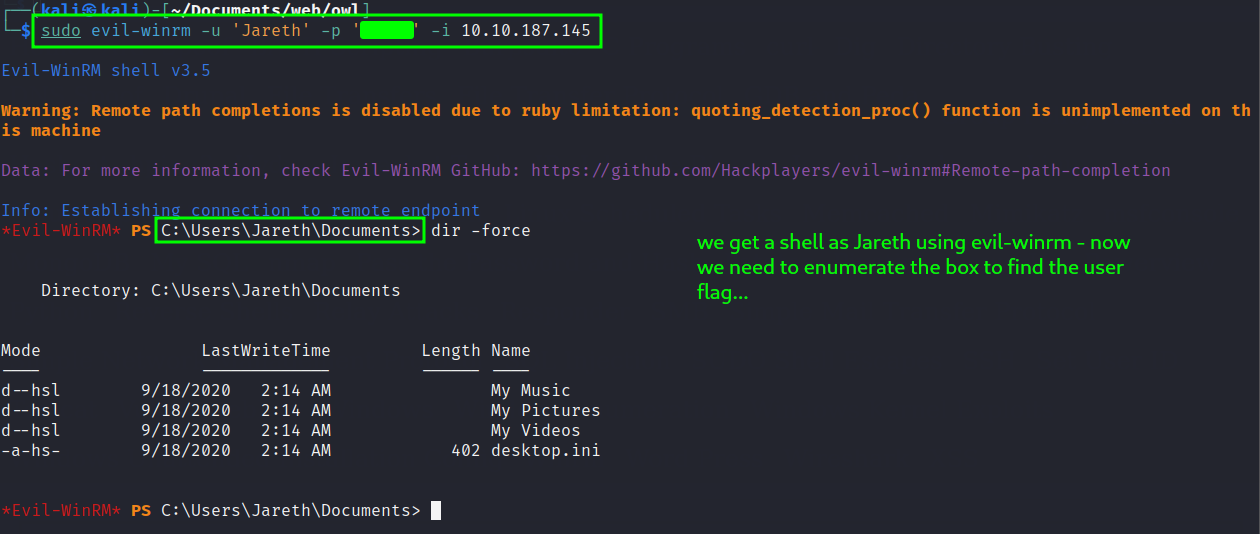 ┌──(kali㉿kali)-[~/Documents/web/owl]
└─$ sudo evil-winrm -u 'Jareth' -p ' ' -i 10.10.187.145
Evil-WinRM shell v3.5
Warning: Remote path completions is disabled due to ruby limitation: quoting_detection_proc() function is unimplemented on th
is machine
Data: For more information, check Evil-WinRM GitHub: https://github.com/Hackplayers/evil-winrm#Remote-path-completion
Info: Establishing connection to remote endpoint
*Evil-WinRM* PS C:\Users\Jareth\Documents> dir -force
we get a shell as Jareth using evil-winrm - now
we need to enumerate the box to find the user
flag...
Directory: C:\Users\Jareth\Documents
Mode LastWriteTime Length Name
---- ------------- ------ ----
d--hsl 9/18/2020 2:14 AM My Music
d--hsl 9/18/2020 2:14 AM My Pictures
d--hsl 9/18/2020 2:14 AM My Videos
-a-hs- 9/18/2020 2:14 AM 402 desktop.ini
*Evil-WinRM* PS C:\Users\Jareth\Documents>